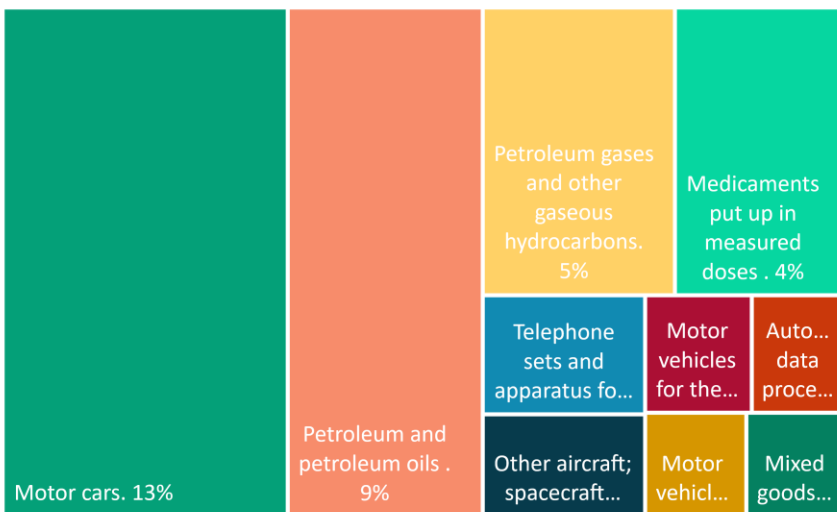 Motor cars. 13%
Petroleum and
petroleum oils .
9%
Petroleum gases
and other
gaseous
hydrocarbons.
5%
Medicaments
put up in
measured
doses . 4%
Telephone
sets and
apparatus fo...
Motor
vehicles
for the...
Auto...
data
proce...
Other aircraft;
spacecraft...
Motor
vehicl...
Mixed
goods...